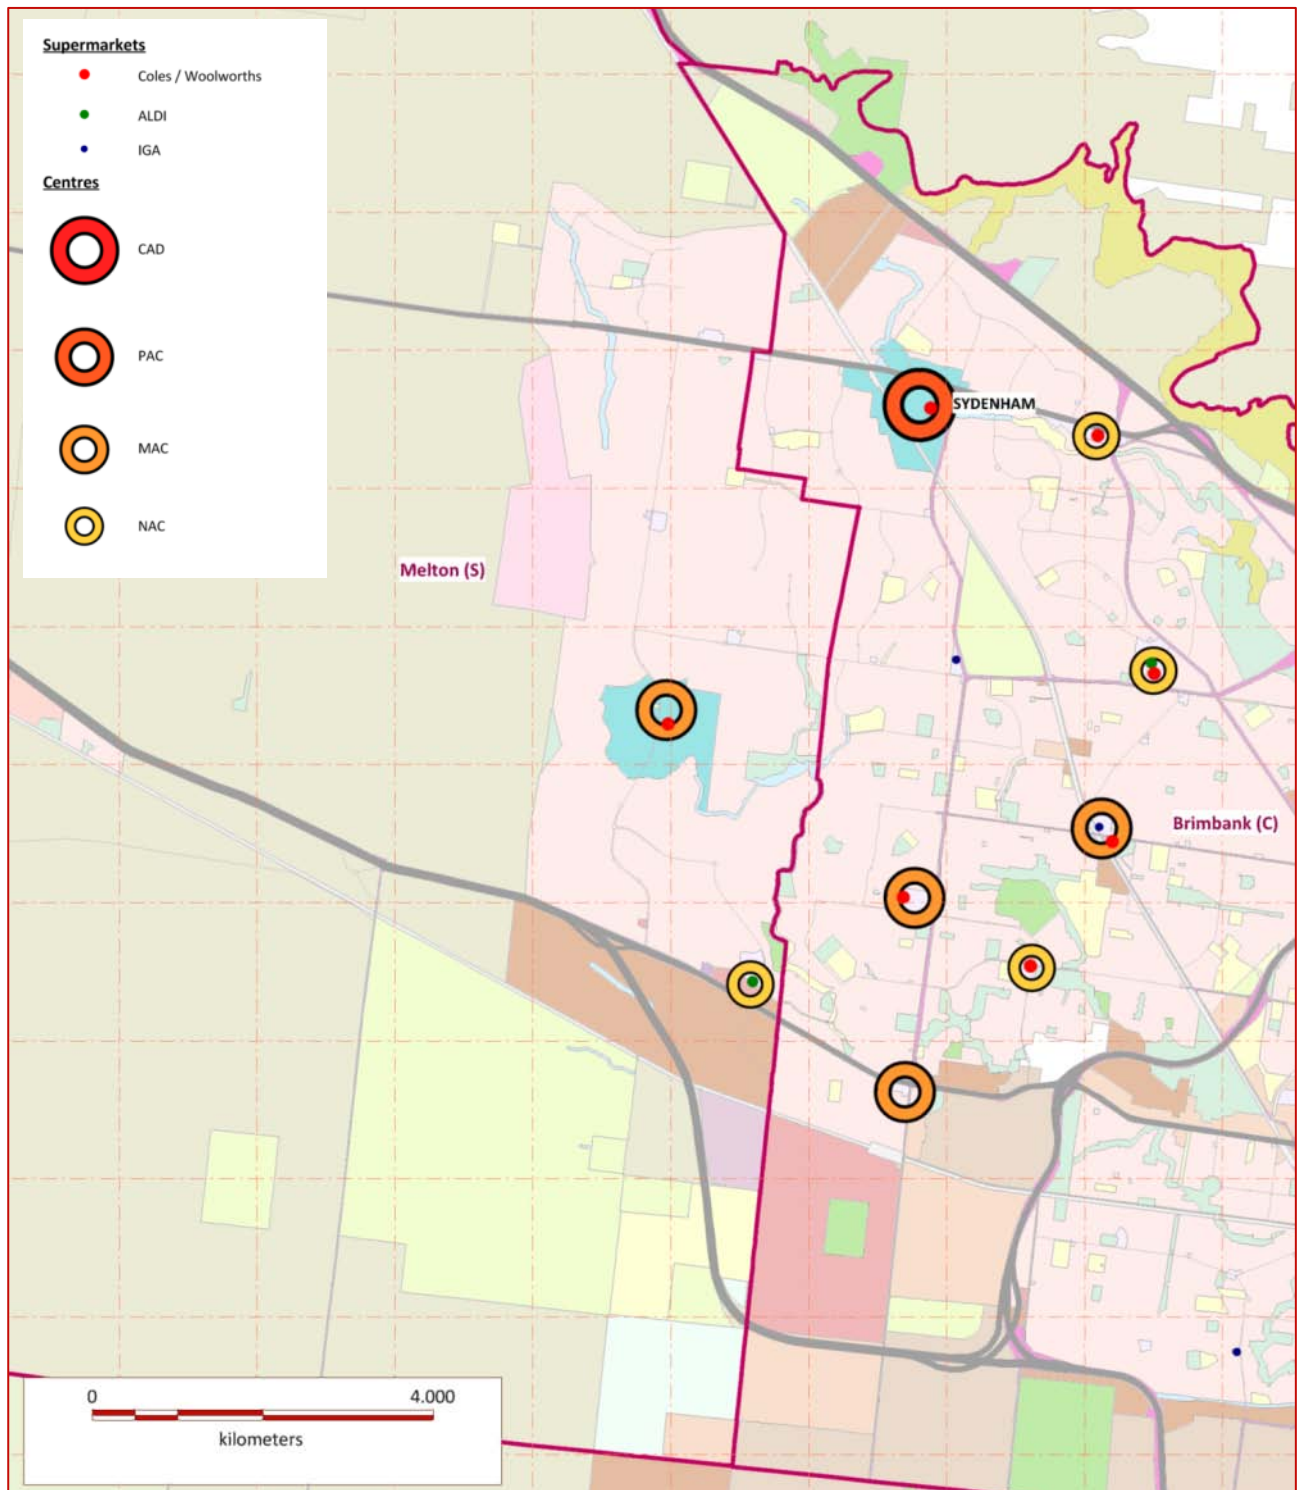 Supermarkets
Coles / Woolworths
ALDI
IGA
Centres
CAD
PAC
MAC
NAC
SYDENHAM
Melton (S)
Brimbank (C)
0 4.000
kilometers